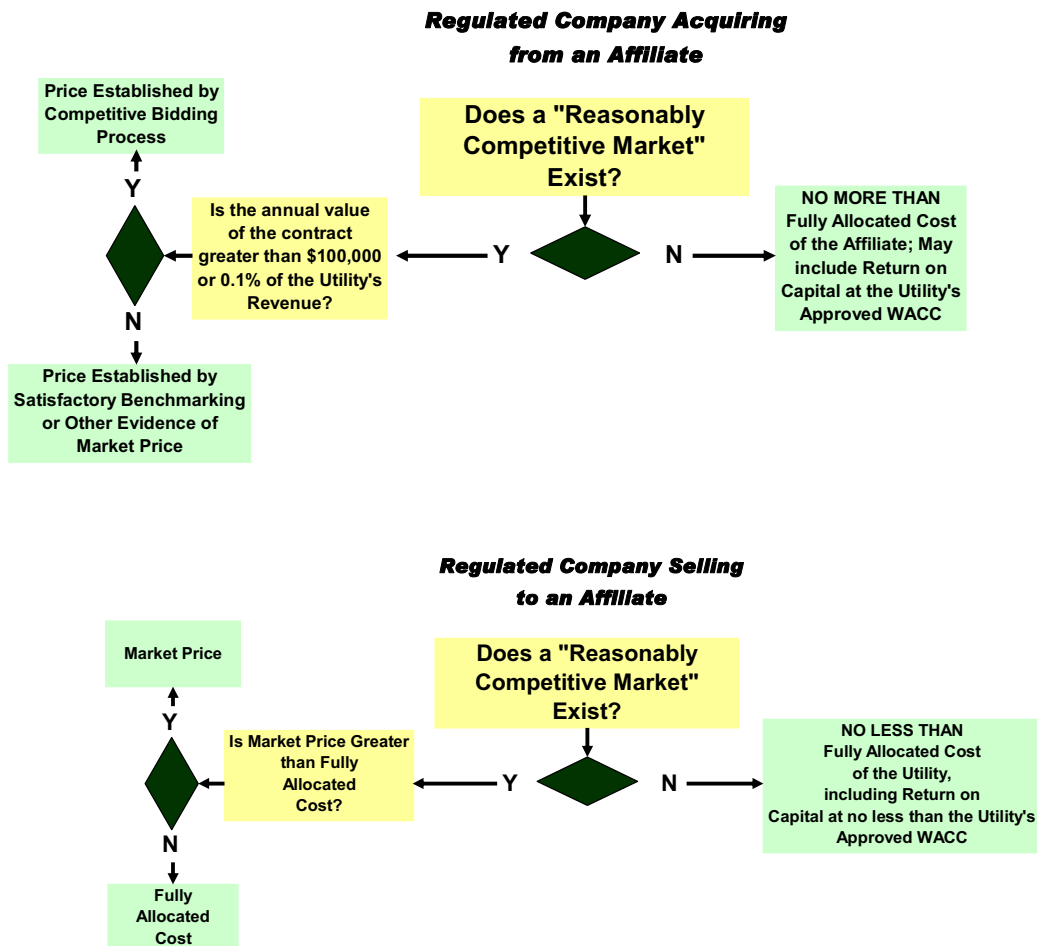 Regulated Company Acquiring
from an Affiliate
Does a "Reasonably
Competitive Market"
Exist?
Y
N
NO MORE THAN
Fully Allocated Cost
of the Affiliate; May
include Return on
Capital at the Utility's
Approved WACC
Is the annual value
of the contract
greater than $100,000
or 0.1% of the Utility's
Revenue?
Y
Price Established by
Competitive Bidding
Process
N
Price Established by
Satisfactory Benchmarking
or Other Evidence of
Market Price
Regulated Company Selling
to an Affiliate
Does a "Reasonably
Competitive Market"
Exist?
Y
N
NO LESS THAN
Fully Allocated Cost
of the Utility,
including Return on
Capital at no less than the Utility's
Approved WACC
Is Market Price Greater
than Fully
Allocated
Cost?
Y
Market Price
N
Fully
Allocated
Cost